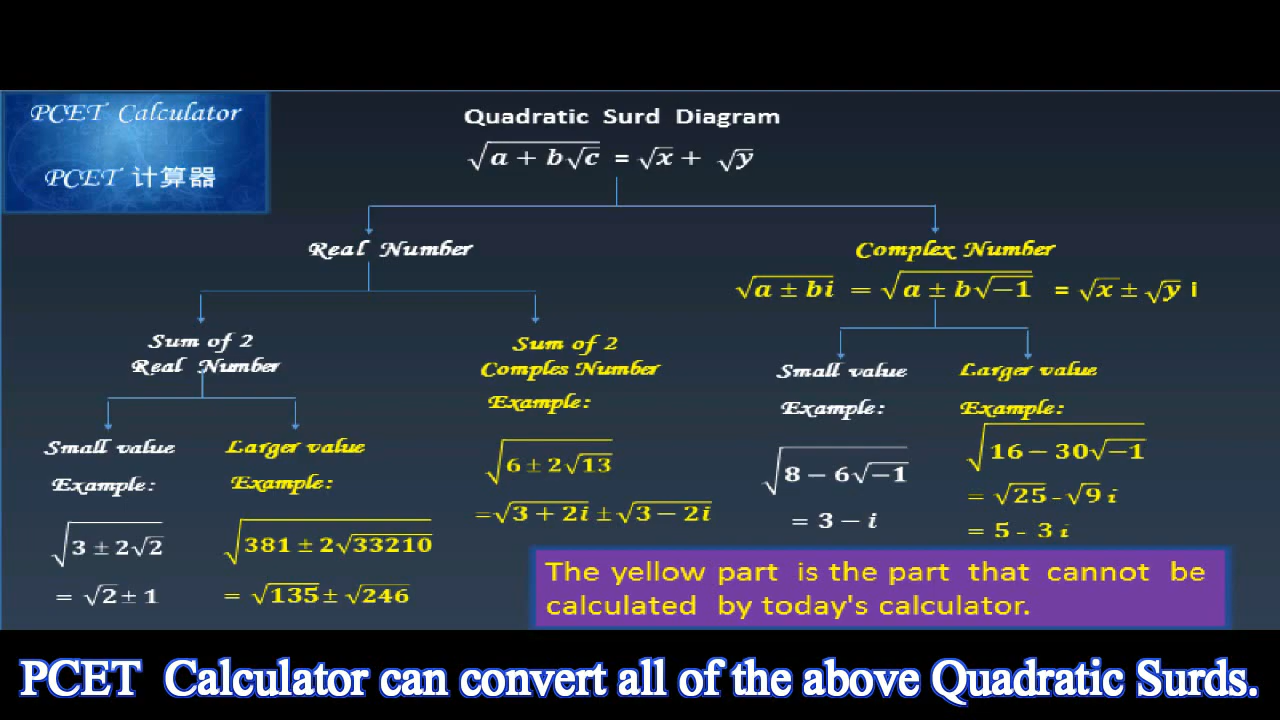 PCET Calculator
PCET 计算器
Quadratic Surd Diagram
√(a + b√c) = √x + √y
Real Number
Complex Number
√(a ± bi) = √(a ± b√−1) = √x ± √y i
Sum of 2
Real Number
Sum of 2
Comples Number
Example:
√(6 ± 2√13)
=√(3 + 2i) ± √(3 − 2i)
Small value
Example:
√(3 ± 2√2)
= √2 ± 1
Larger value
Example:
√(381 ± 2√33210)
= √135 ± √246
Small value
Example:
√(8 − 6√−1)
= 3 − i
Larger value
Example:
√(16 − 30√−1)
= √25 - √9 i
= 5 - 3 i
The yellow part is the part that cannot be
calculated by today's calculator.
PCET Calculator can convert all of the above Quadratic Surds.